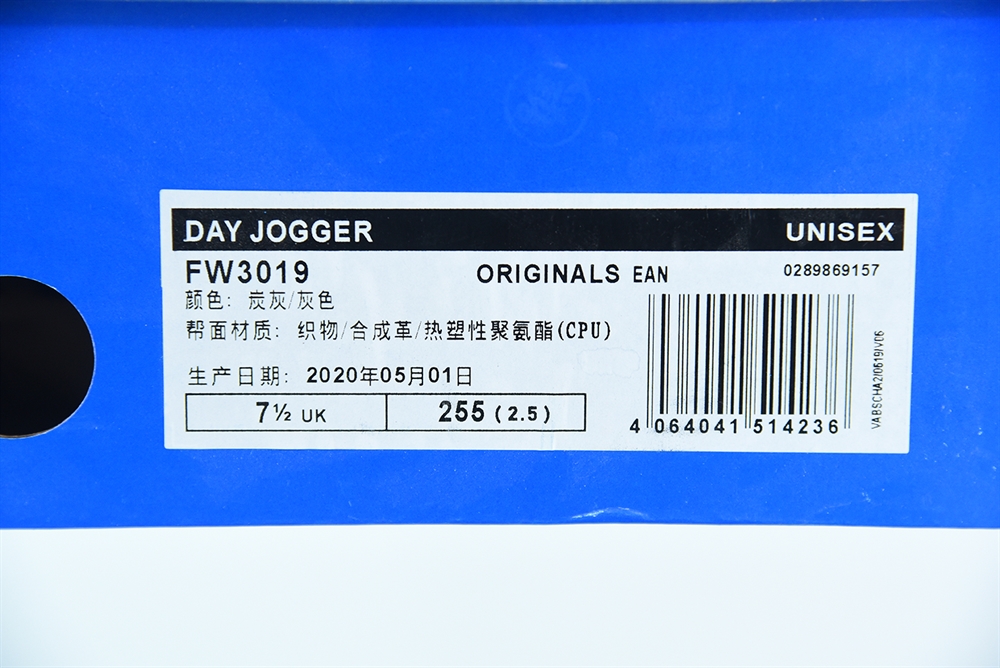 DAY JOGGER UNISEX
FW3019 ORIGINALS EAN 0289869157
颜色: 炭灰/灰色
帮面材质: 织物/合成革/热塑性聚氨酯(CPU)
生产日期: 2020年05月01日
7½ UK 255 (2.5)
4 064041 514236